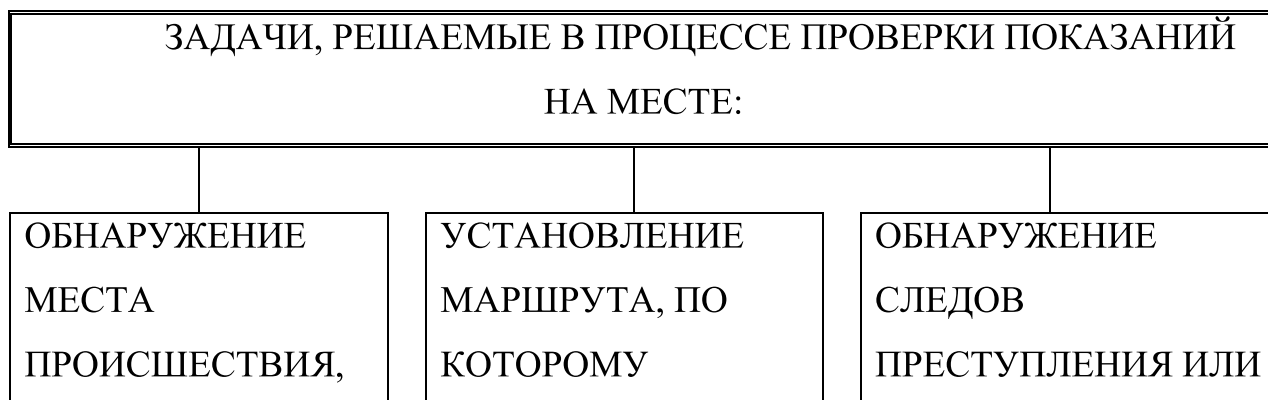 ЗАДАЧИ, РЕШАЕМЫЕ В ПРОЦЕССЕ ПРОВЕРКИ ПОКАЗАНИЙ
НА МЕСТЕ:
ОБНАРУЖЕНИЕ
МЕСТА
ПРОИСШЕСТВИЯ,
УСТАНОВЛЕНИЕ
МАРШРУТА, ПО
КОТОРОМУ
ОБНАРУЖЕНИЕ
СЛЕДОВ
ПРЕСТУПЛЕНИЯ ИЛИ